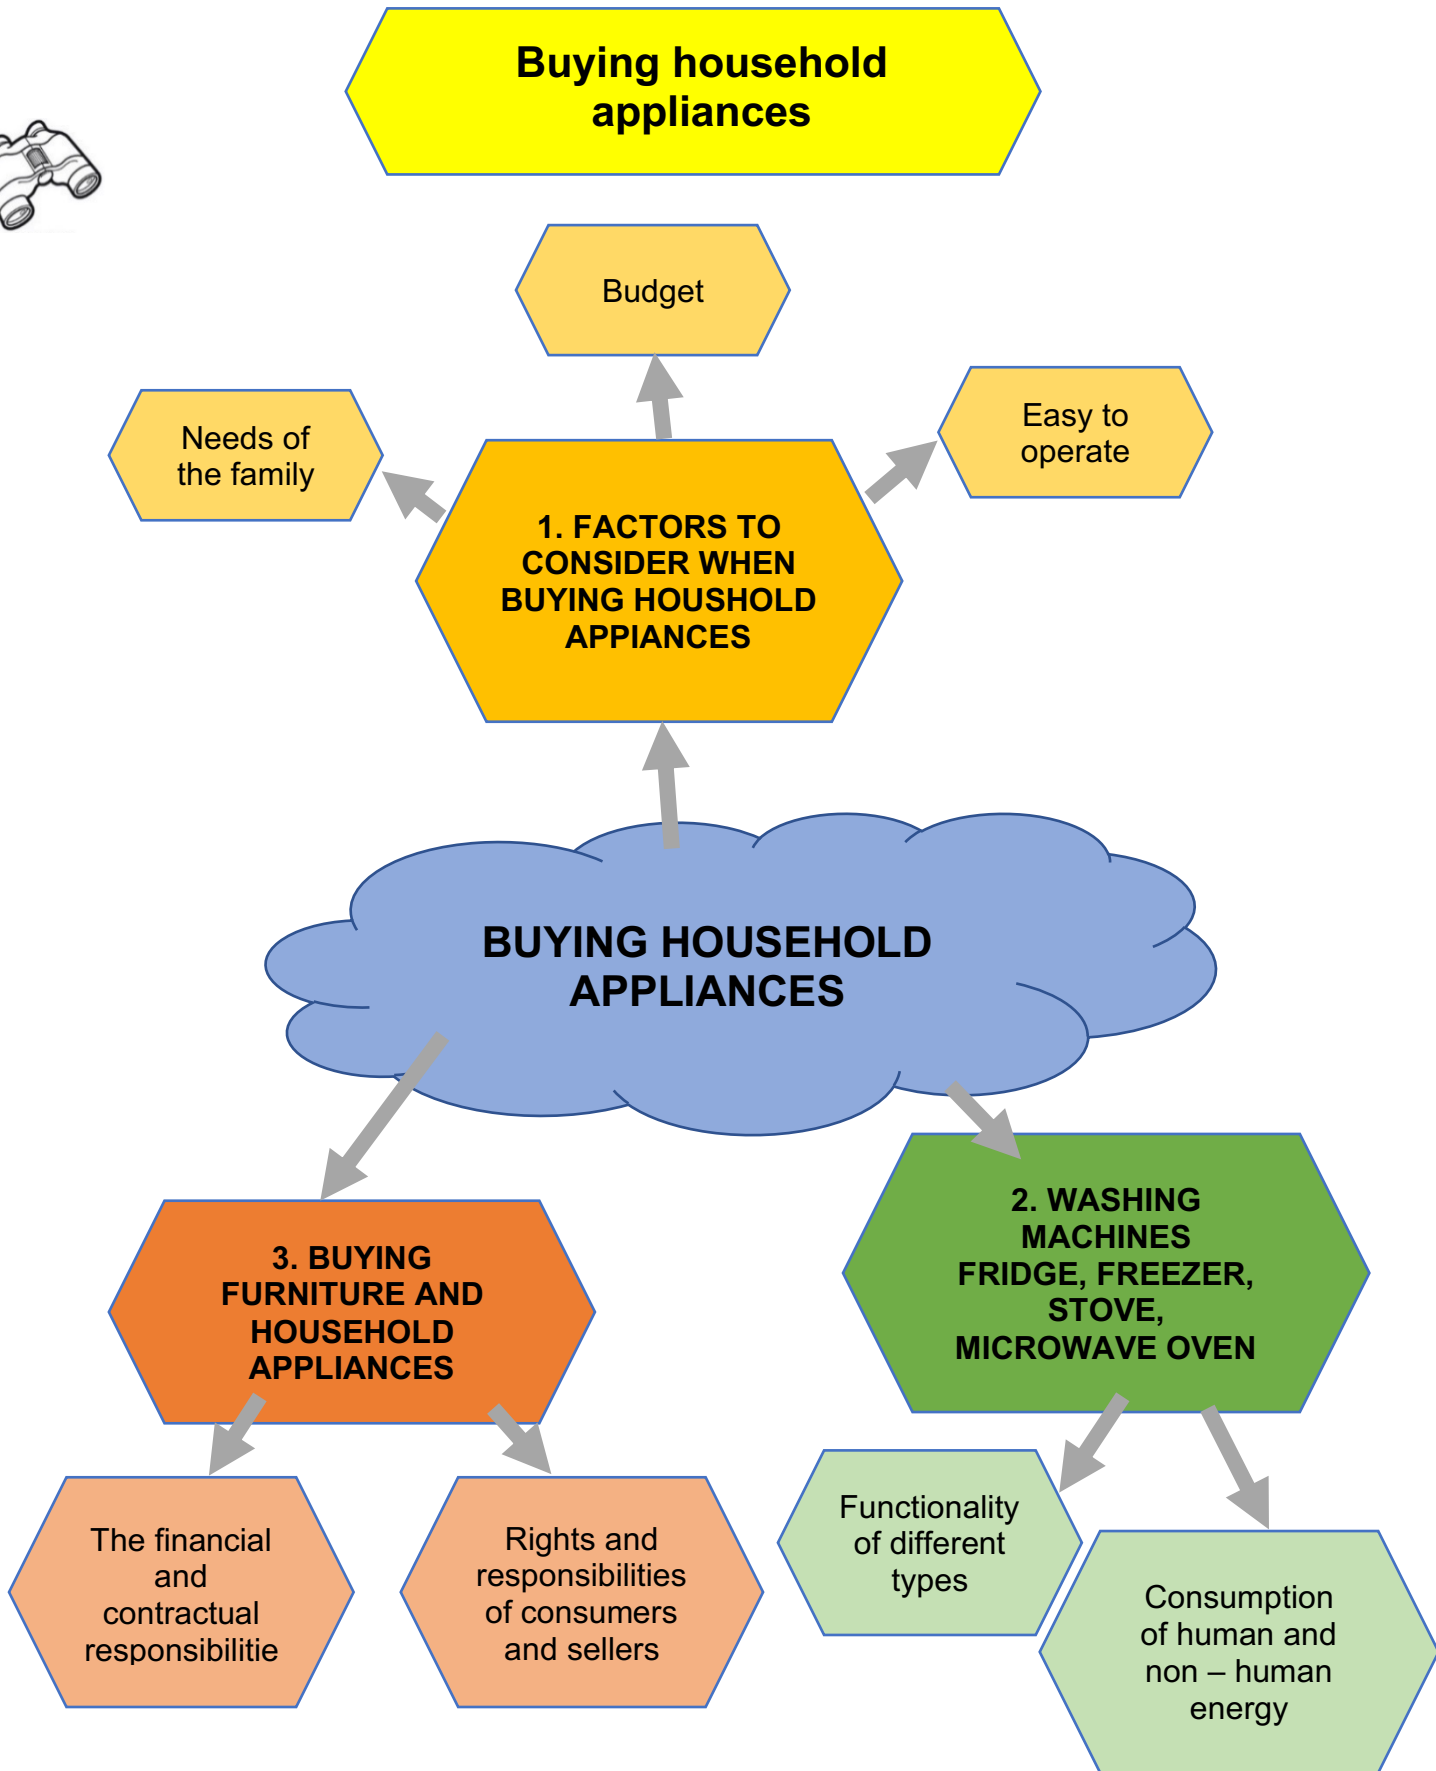 Buying household
appliances
Budget
Needs of
the family
Easy to
operate
1. FACTORS TO
CONSIDER WHEN
BUYING HOUSHOLD
APPIANCES
BUYING HOUSEHOLD
APPLIANCES
3. BUYING
FURNITURE AND
HOUSEHOLD
APPLIANCES
2. WASHING
MACHINES
FRIDGE, FREEZER,
STOVE,
MICROWAVE OVEN
The financial
and
contractual
responsibilitie
Rights and
responsibilities
of consumers
and sellers
Functionality
of different
types
Consumption
of human and
non – human
energy